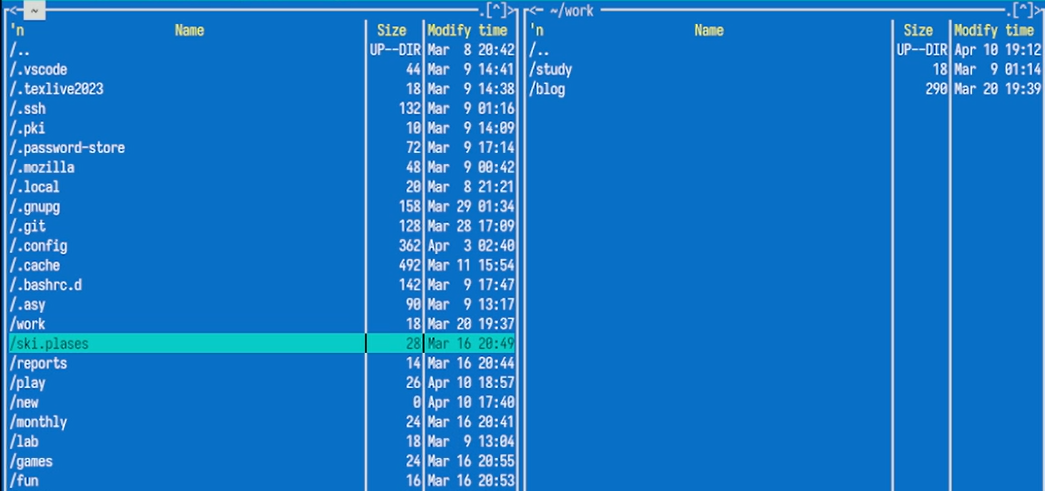 <- ~ .[^]>
'n Name Size Modify time
/.. UP--DIR Mar 8 20:42
/.vscode 44 Mar 9 14:41
/.texlive2023 18 Mar 9 14:38
/.ssh 132 Mar 9 01:16
/.pki 10 Mar 9 14:09
/.password-store 72 Mar 9 17:14
/.mozilla 48 Mar 9 00:42
/.local 20 Mar 8 21:21
/.gnupg 158 Mar 29 01:34
/.git 128 Mar 28 17:09
/.config 362 Apr 3 02:40
/.cache 492 Mar 11 15:54
/.bashrc.d 142 Mar 9 17:47
/.asy 90 Mar 9 13:17
/work 18 Mar 20 19:37
/ski.plases 28 Mar 16 20:49
/reports 14 Mar 16 20:44
/play 26 Apr 10 18:57
/new 0 Apr 10 17:40
/monthly 24 Mar 16 20:41
/lab 18 Mar 9 13:04
/games 24 Mar 16 20:55
/fun 16 Mar 16 20:53
<- ~/work .[^]>
'n Name Size Modify time
/.. UP--DIR Apr 10 19:12
/study 18 Mar 9 01:14
/blog 290 Mar 20 19:39